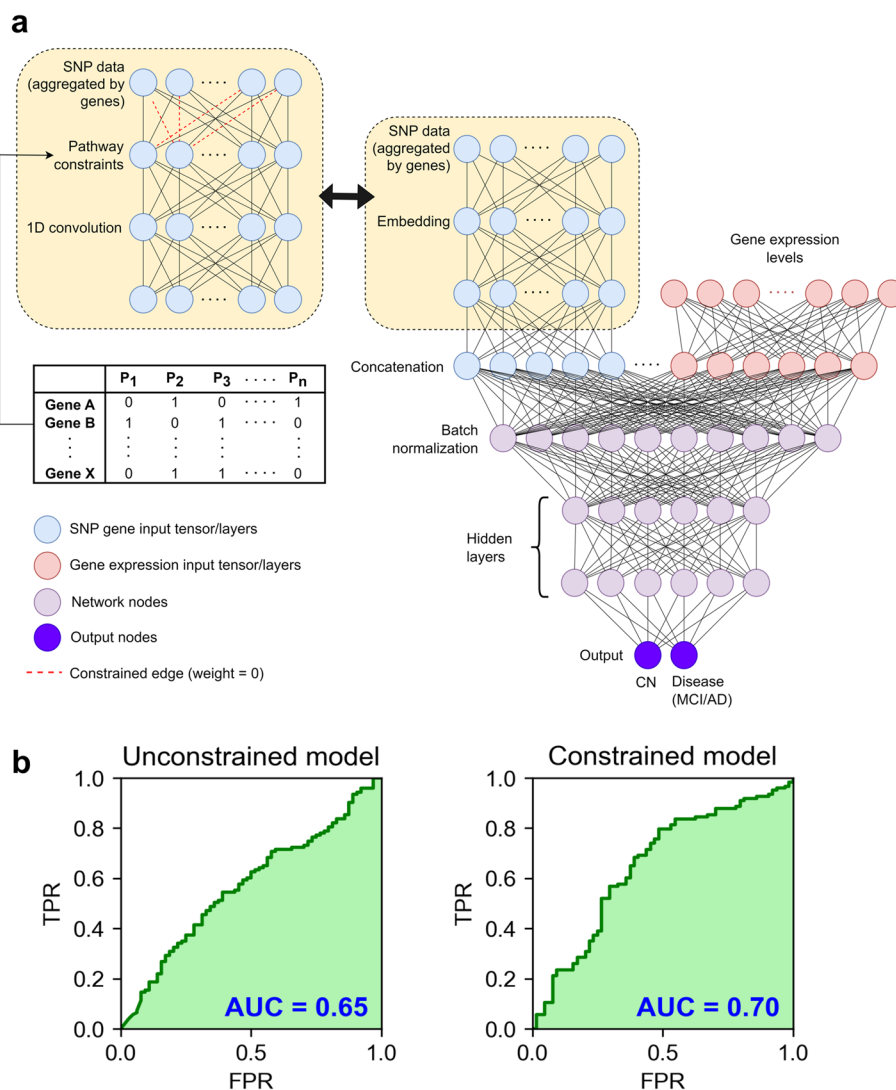 a
SNP data
(aggregated by
genes)
Pathway
constraints
1D convolution
SNP data
(aggregated
by genes)
Embedding
Gene expression
levels
Concatenation
Batch
normalization
Hidden
layers
Output
CN
Disease
(MCI/AD)
P1 P2 P3 · · · · Pn
Gene A 0 1 0 · · · · 1
Gene B 1 0 1 · · · · 0
Gene X 0 1 1 · · · · 0
SNP gene input tensor/layers
Gene expression input tensor/layers
Network nodes
Output nodes
Constrained edge (weight = 0)
b
Unconstrained model
TPR
1.0
0.8
0.6
0.4
0.2
0.0
AUC = 0.65
0.0 0.5 1.0
FPR
Constrained model
TPR
1.0
0.8
0.6
0.4
0.2
0.0
AUC = 0.70
0.0 0.5 1.0
FPR